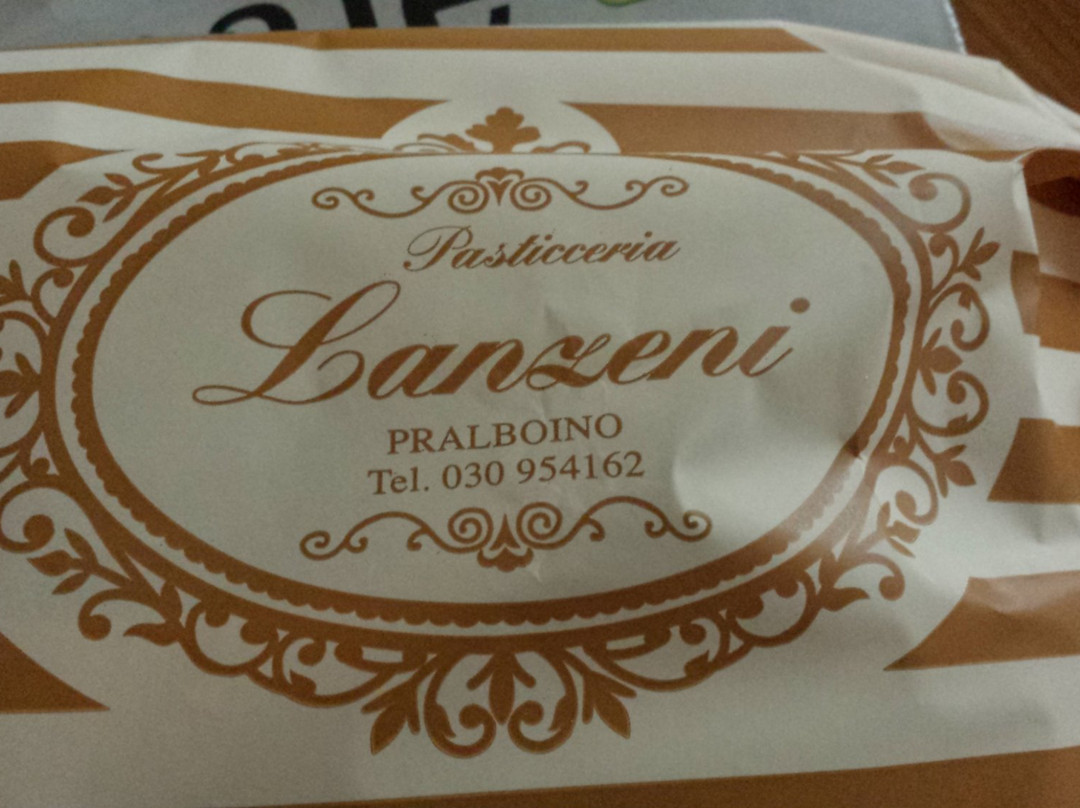 Pasticceria
Lanzeni
PRALBOINO
Tel. 030 954162